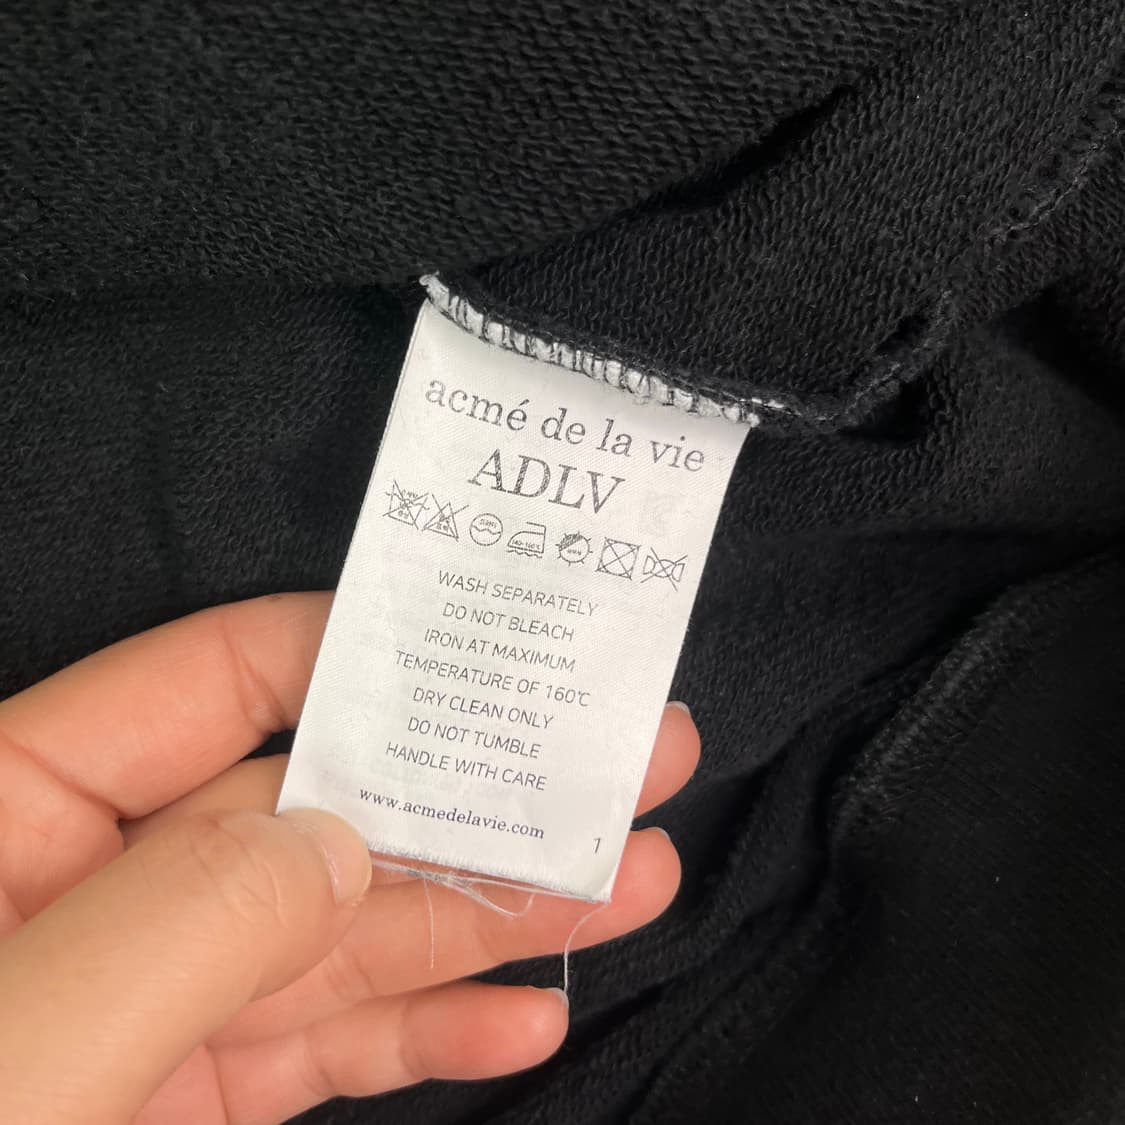 acmé de la vie
ADLV
WASH SEPARATELY
DO NOT BLEACH
IRON AT MAXIMUM
TEMPERATURE OF 160℃
DRY CLEAN ONLY
DO NOT TUMBLE
HANDLE WITH CARE
www.acmedelavie.com
1